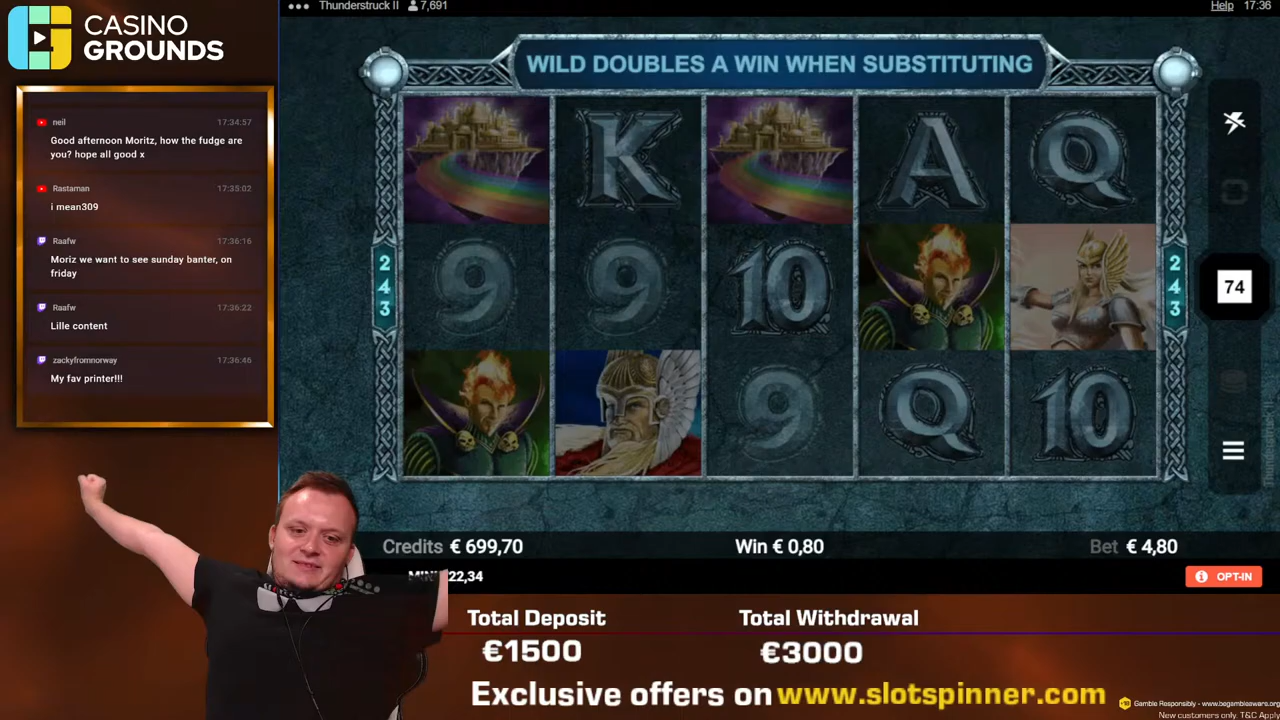 Thunderstruck II 7,691
Help 17:36
CASINO
GROUNDS
WILD DOUBLES A WIN WHEN SUBSTITUTING
neil 17:34:57
Good afternoon Moritz, how the fudge are
you? hope all good x
Rastaman 17:35:02
i mean309
Raafw 17:36:16
Moriz we want to see sunday banter, on
friday
Raafw 17:36:22
Lille content
zackyfromnorway 17:36:46
My fav printer!!!
K A Q
9 9 10
9 Q 10
243
243
74
Credits € 699,70
Win € 0,80
Bet € 4,80
22,34
OPT-IN
Total Deposit
€1500
Total Withdrawal
€3000
Exclusive offers on www.slotspinner.com
Gamble Responsibly - www.begambleaware.org
New customers only. T&C Apply